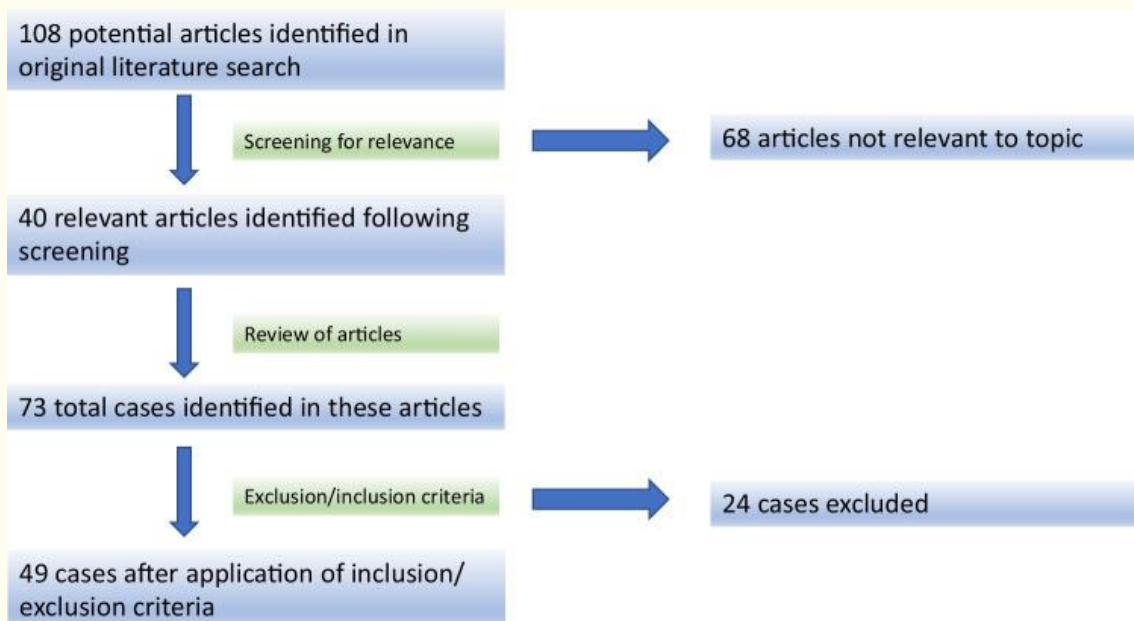 108 potential articles identified in
original literature search
Screening for relevance
68 articles not relevant to topic
40 relevant articles identified following
screening
Review of articles
73 total cases identified in these articles
Exclusion/inclusion criteria
24 cases excluded
49 cases after application of inclusion/
exclusion criteria